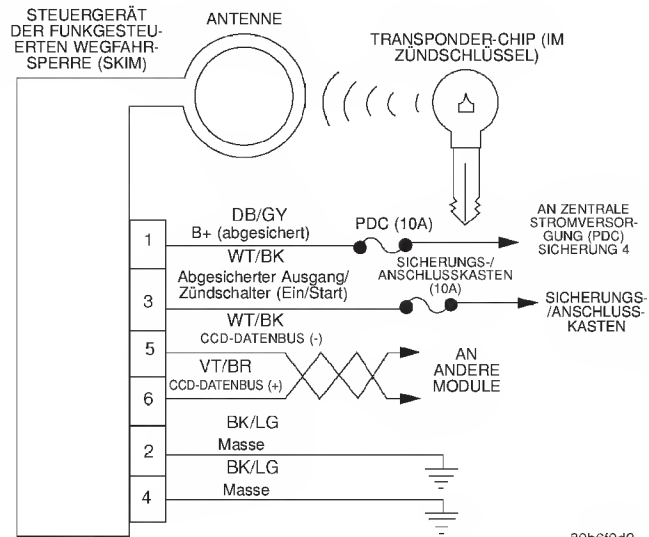 STEUERGERÄT
DER FUNKGESTEU-
ERTEN WEGFAHR-
SPERRE (SKIM)
ANTENNE
TRANSPONDER-CHIP (IM
ZÜNDSCHLÜSSEL)
1
DB/GY
B+ (abgesichert)
PDC (10A)
AN ZENTRALE
STROMVERSOR-
GUNG (PDC)
SICHERUNG 4
3
WT/BK
Abgesicherter Ausgang/
Zündschalter (Ein/Start)
SICHERUNGS-/
ANSCHLUSSKASTEN
(10A)
SICHERUNGS-
/ANSCHLUSS-
KASTEN
5
WT/BK
CCD-DATENBUS (-)
6
VT/BR
CCD-DATENBUS (+)
AN
ANDERE
MODULE
2
BK/LG
Masse
4
BK/LG
Masse